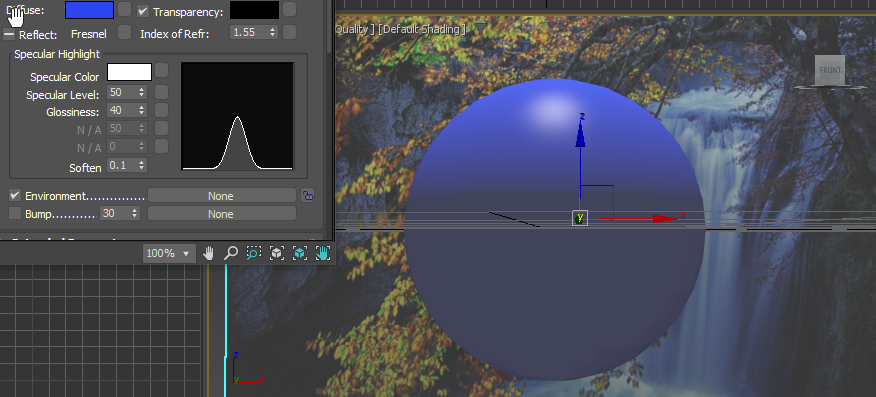 Diffuse:
Transparency:
Quality ] [Default Shading ]
Reflect: Fresnel Index of Refr: 1.55
Specular Highlight
Specular Color
Specular Level: 50
Glossiness: 40
N / A 50
N / A 0
Soften 0.1
Environment............... None
Bump........... 30 None
100%
FRONT
z
x
y
z